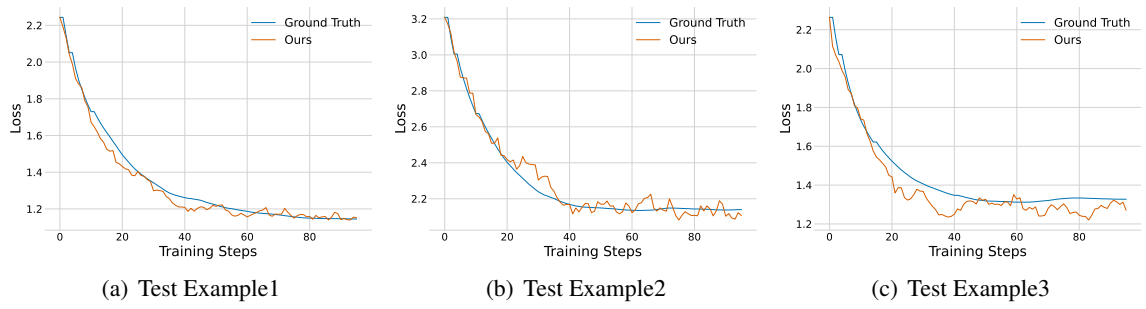 2.2
2.0
1.8
1.6
1.4
1.2
Loss
0 20 40 60 80
Training Steps
Ground Truth
Ours
(a) Test Example1
3.2
3.0
2.8
2.6
2.4
2.2
2.0
Loss
0 20 40 60 80
Training Steps
Ground Truth
Ours
(b) Test Example2
2.2
2.0
1.8
1.6
1.4
1.2
Loss
0 20 40 60 80
Training Steps
Ground Truth
Ours
(c) Test Example3